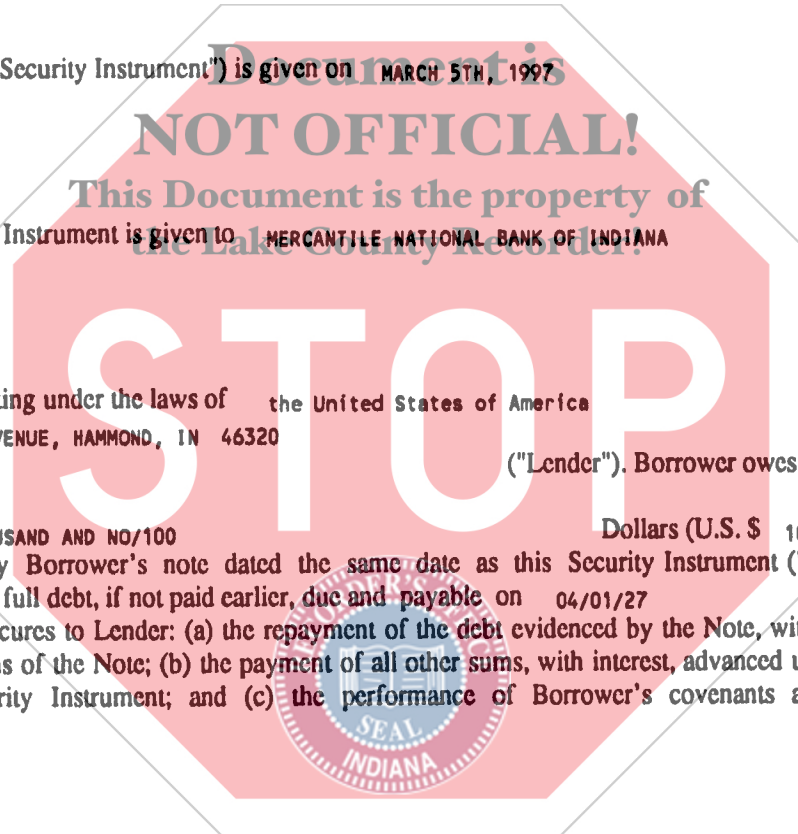 Security Instrument") is given on MARCH 5TH, 1997
Document is
NOT OFFICIAL!
This Document is the property of
the Lake County Recorder!
Instrument is given to MERCANTILE NATIONAL BANK OF INDIANA
STOP
under the laws of the United States of America
HAMMOND, IN 46320
("Lender"). Borrower owes
AND NO/100 Dollars (U.S. $
Borrower's note dated the same date as this Security Instrument (
full debt, if not paid earlier, due and payable on 04/01/27
to Lender: (a) the repayment of the debt evidenced by the Note,
of the Note; (b) the payment of all other sums, with interest, advanced
Instrument; and (c) the performance of Borrower's covenants
SEAL
INDIANA